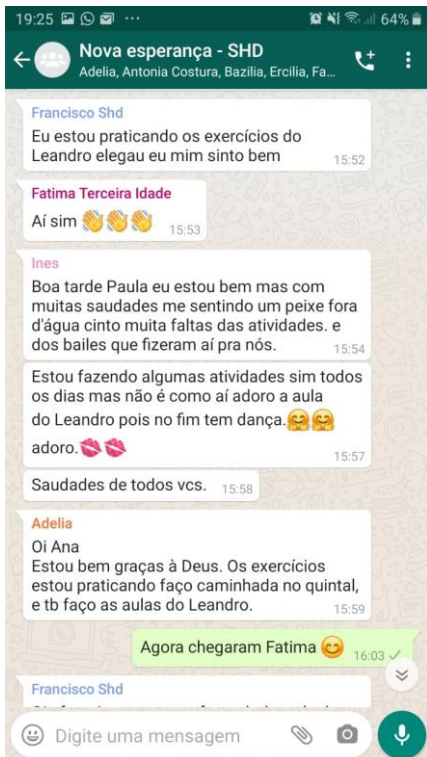 19:25 64%
Nova esperança - SHD
Adelia, Antonia Costura, Bazilia, Ercilia, Fa...
Francisco Shd
Eu estou praticando os exercícios do
Leandro elegau eu mim sinto bem 15:52
Fatima Terceira Idade
Aí sim 👏👏👏 15:53
Ines
Boa tarde Paula eu estou bem mas com
muitas saudades me sentindo um peixe fora
d'água cinto muita faltas das atividades. e
dos bailes que fizeram aí pra nós. 15:54
Estou fazendo algumas atividades sim todos
os dias mas não é como aí adoro a aula
do Leandro pois no fim tem dança.🤗🤗
adoro.💋💋 15:57
Saudades de todos vcs. 15:58
Adelia
Oi Ana
Estou bem graças à Deus. Os exercícios
estou praticando faço caminhada no quintal,
e tb faço as aulas do Leandro. 15:59
Agora chegaram Fatima 😊 16:03
Francisco Shd
Digite uma mensagem